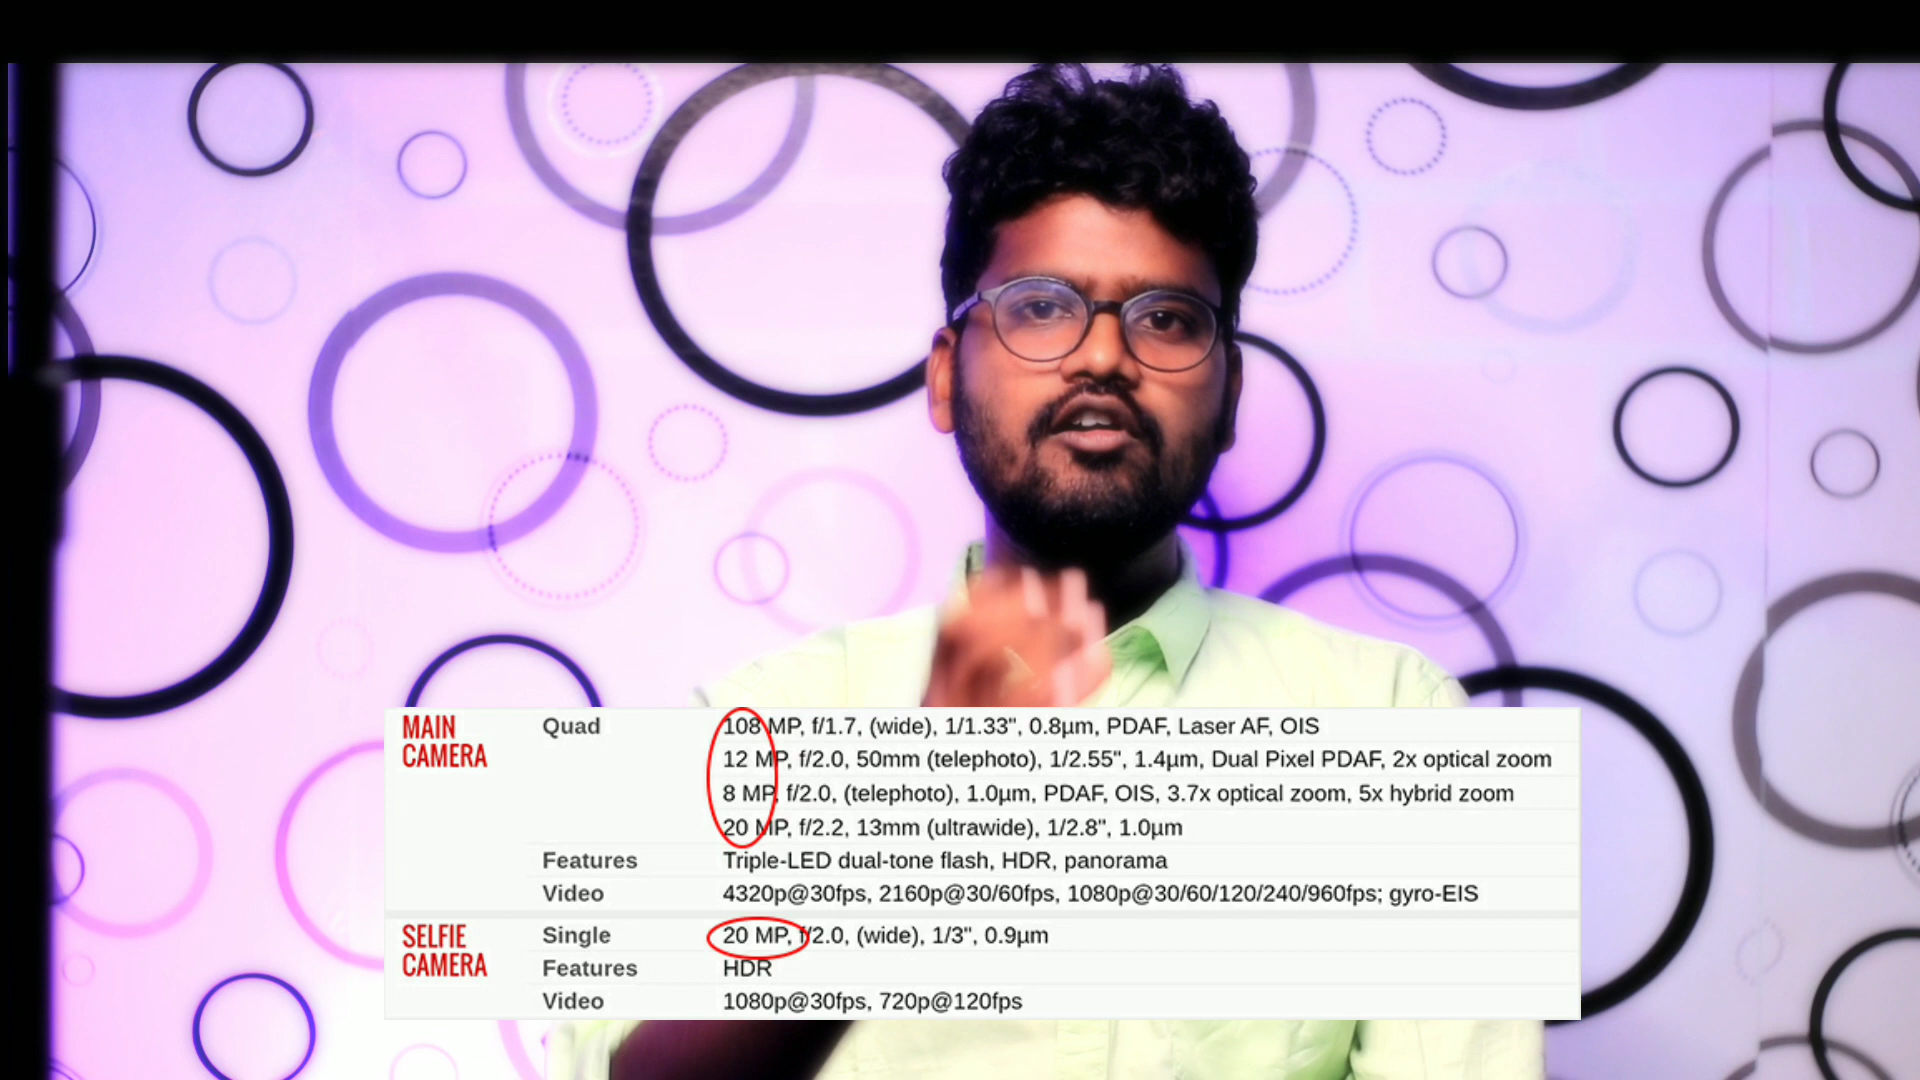 MAIN CAMERA
Quad 108 MP, f/1.7, (wide), 1/1.33", 0.8µm, PDAF, Laser AF, OIS
12 MP, f/2.0, 50mm (telephoto), 1/2.55", 1.4µm, Dual Pixel PDAF, 2x optical zoom
8 MP, f/2.0, (telephoto), 1.0µm, PDAF, OIS, 3.7x optical zoom, 5x hybrid zoom
20 MP, f/2.2, 13mm (ultrawide), 1/2.8", 1.0µm
Features Triple-LED dual-tone flash, HDR, panorama
Video 4320p@30fps, 2160p@30/60fps, 1080p@30/60/120/240/960fps; gyro-EIS
SELFIE CAMERA
Single 20 MP, f/2.0, (wide), 1/3", 0.9µm
Features HDR
Video 1080p@30fps, 720p@120fps